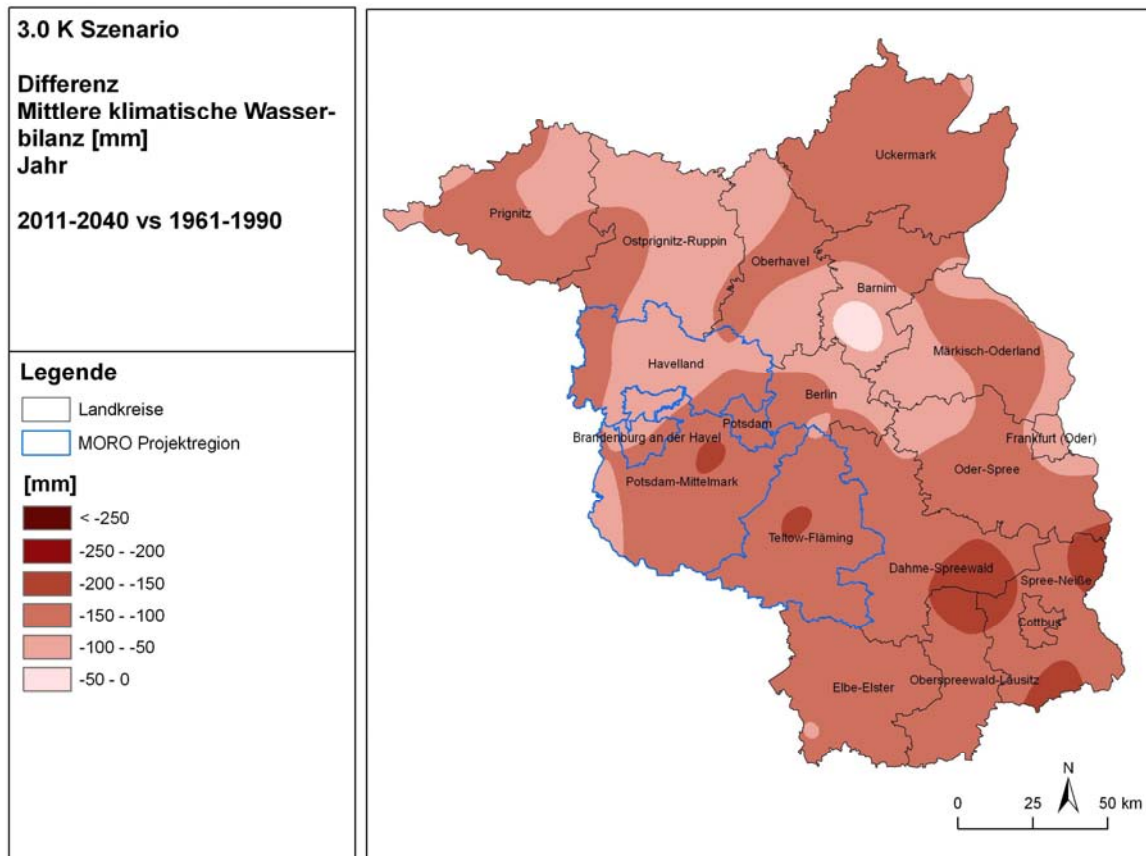 3.0 K Szenario
Differenz
Mittlere klimatische Wasser-
bilanz [mm]
Jahr
2011-2040 vs 1961-1990
Legende
Landkreise
MORO Projektregion
[mm]
< -250
-250 - -200
-200 - -150
-150 - -100
-100 - -50
-50 - 0
Uckermark
Prignitz
Ostprignitz-Ruppin
Oberhavel
Barnim
Märkisch-Oderland
Havelland
Berlin
Potsdam
Brandenburg an der Havel
Frankfurt (Oder)
Oder-Spree
Potsdam-Mittelmark
Teltow-Fläming
Dahme-Spreewald
Spree-Neiße
Cottbus
Elbe-Elster
Oberspreewald-Lausitz
N
0 25 50 km